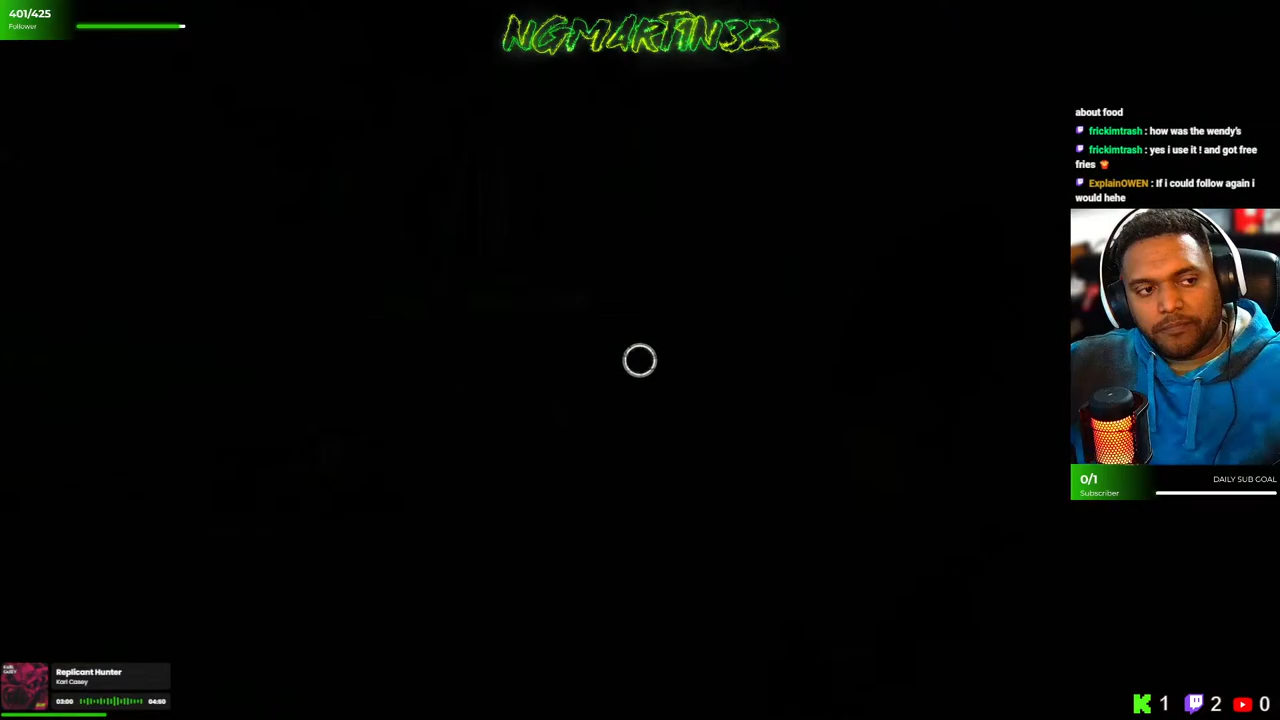 401/425
Follower
NGMARTIN3Z
about food
frickimtrash : how was the wendy's
frickimtrash : yes i use it ! and got free
fries
ExplainOWEN : If i could follow again i
would hehe
0/1
DAILY SUB GOAL
Subscriber
Replicant Hunter
Karl Casey
03:00
04:50
1
2
0